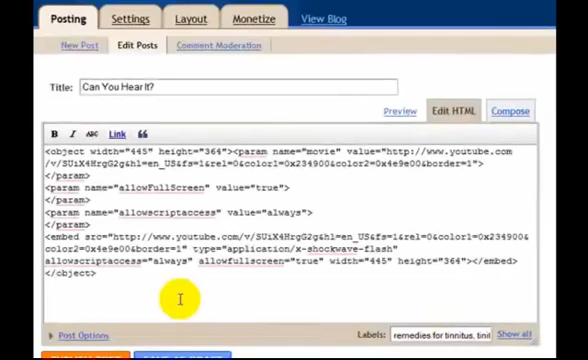 Posting Settings Layout Monetize View Blog
New Post Edit Posts Comment Moderation
Title: Can You Hear It?
Preview Edit HTML Compose
B I ABC Link
<object width="445" height="364"><param name="movie" value="http://www.youtube.com
/v/SUiX4HrgG2g&hl=en_US&fs=1&rel=0&color1=0x234900&color2=0x4e9e00&border=1">
</param>
<param name="allowFullScreen" value="true">
</param>
<param name="allowscriptaccess" value="always">
</param>
<embed src="http://www.youtube.com/v/SUiX4HrgG2g&hl=en_US&fs=1&rel=0&color1=0x234900&
color2=0x4e9e00&border=1" type="application/x-shockwave-flash"
allowscriptaccess="always" allowfullscreen="true" width="445" height="364"></embed>
</object>
Post Options Labels: remedies for tinnitus, tinit Show all